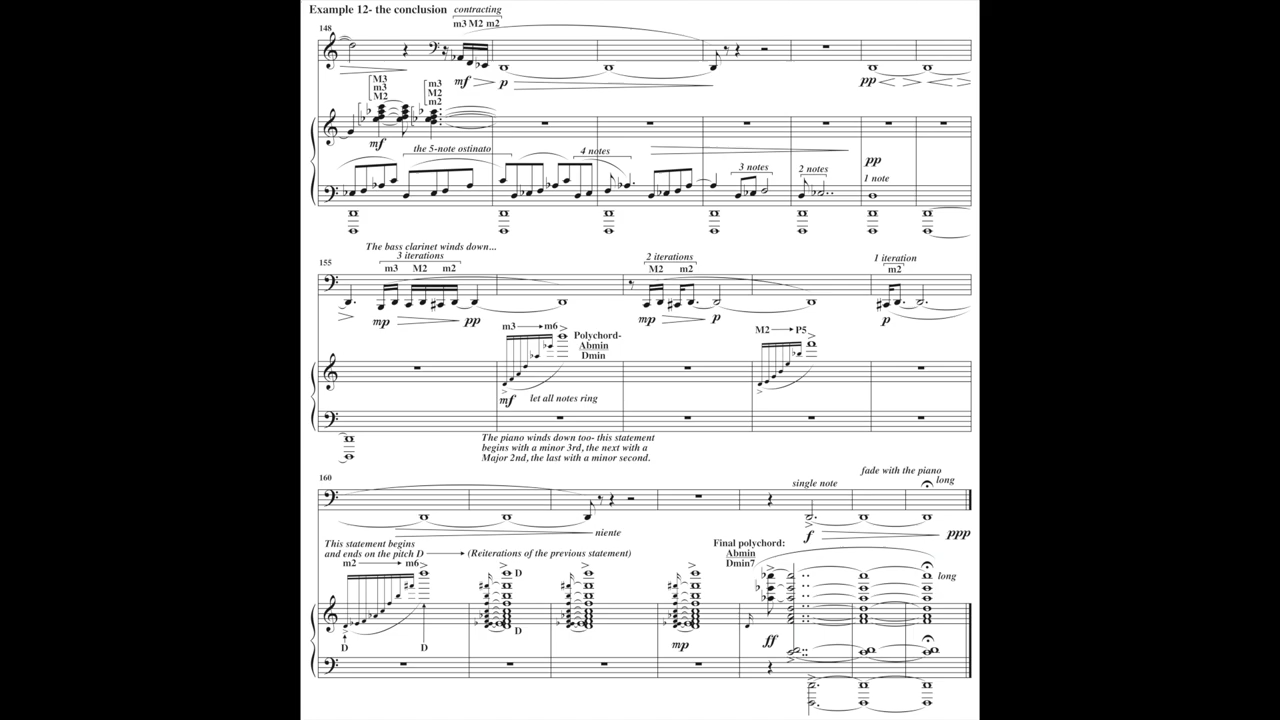 Example 12- the conclusion
contracting
m3 M2 m2
148
mf
p
pp
M3
m3
M2
m3
M2
m2
mf
the 5-note ostinato
4 notes
3 notes
2 notes
pp
1 note
The bass clarinet winds down...
155
3 iterations
m3 M2 m2
2 iterations
M2 m2
1 iteration
m2
mp
pp
mp
p
p
m3 m6
Polychord-
Abmin
Dmin
M2 P5
mf
let all notes ring
The piano winds down too- this statement
begins with a minor 3rd, the next with a
Major 2nd, the last with a minor second.
160
single note
fade with the piano
long
niente
f
ppp
This statement begins
and ends on the pitch D
(Reiterations of the previous statement)
m2 m6
Final polychord:
Abmin
Dmin7
D
long
D
mp
ff
D
D